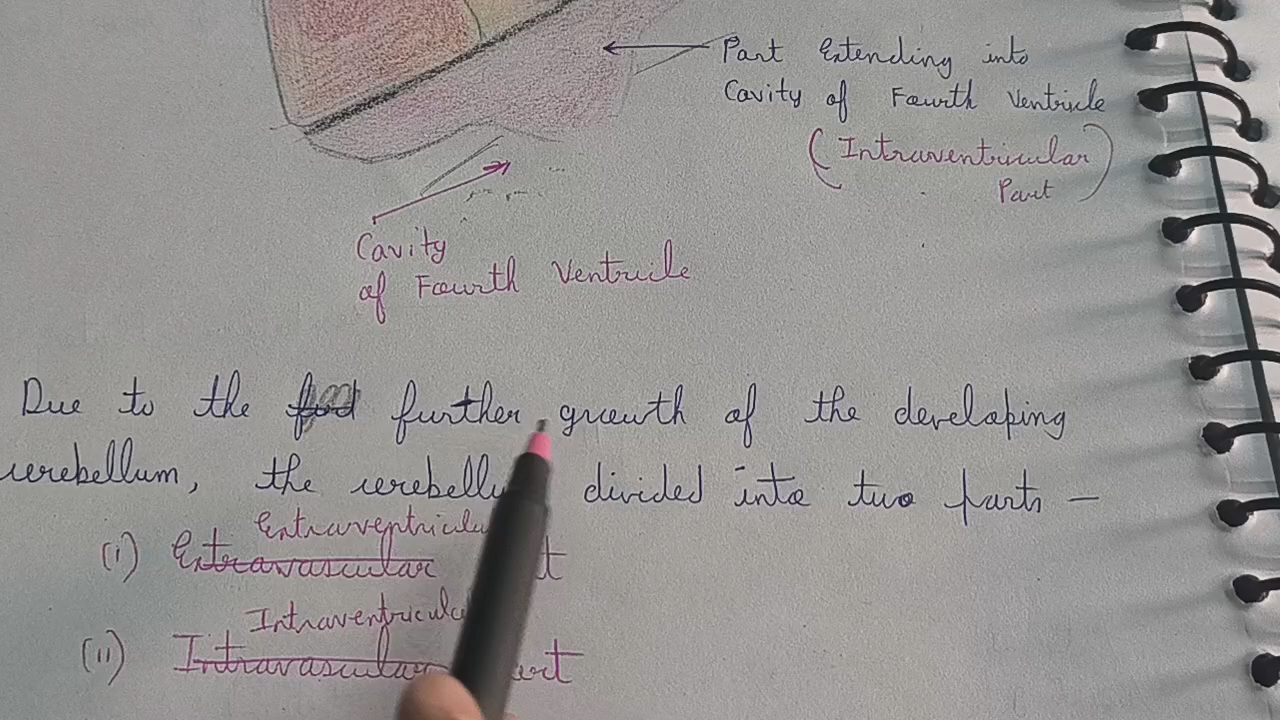 Part Extending into
Cavity of Fourth Ventricle
(Intraventricular
Part)
Cavity
of Fourth Ventricle
Due to the further growth of the developing
cerebellum, the divided into two parts —
Extraventricular
(i) Extravascular
Intraventricular
(ii) Intravascular